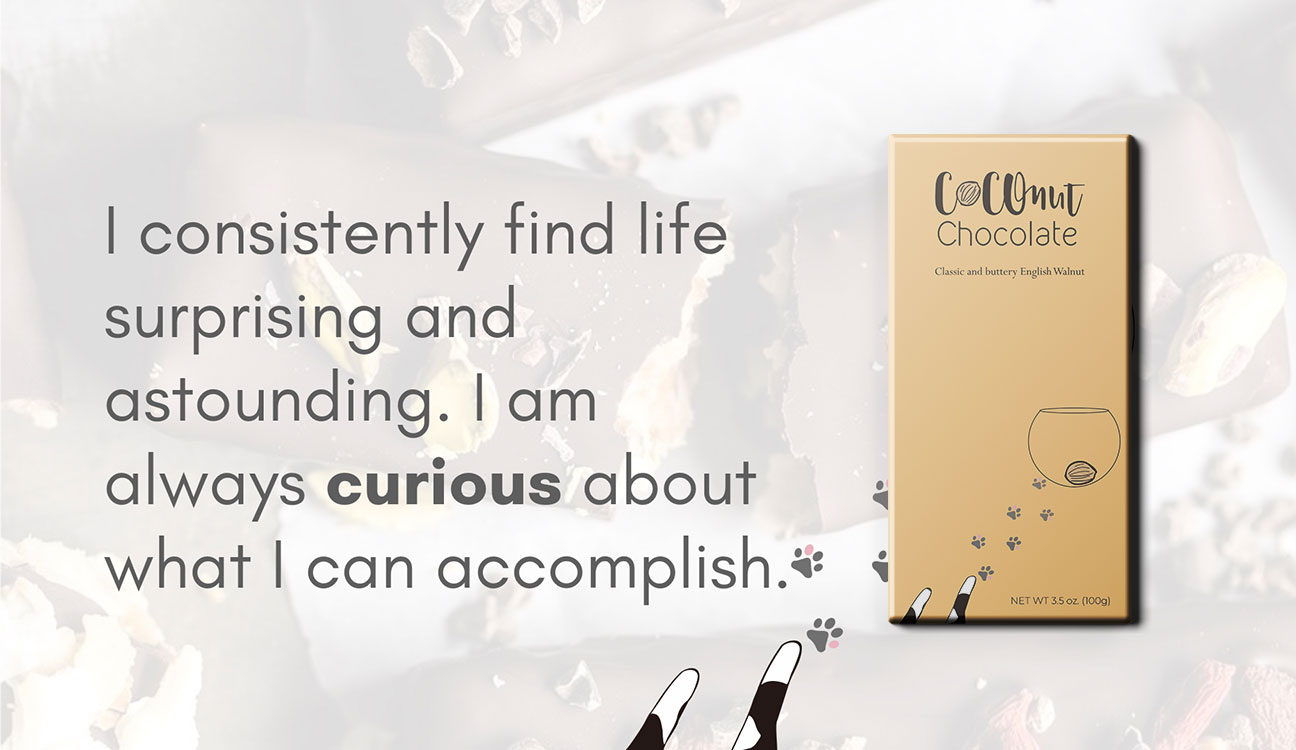 I consistently find life
surprising and
astounding. I am
always curious about
what I can accomplish.
CoCOnut
Chocolate
Classic and buttery English Walnut
NET WT 3.5 oz. (100g)